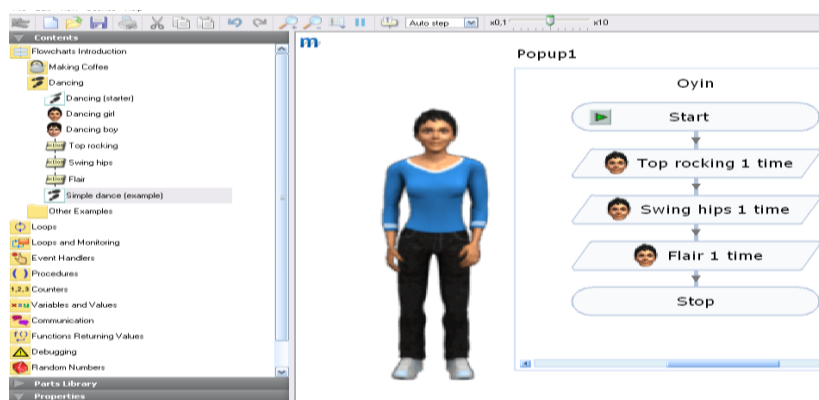 Auto step
x0,1
x10
Contents
Flowcharts Introduction
Making Coffee
Dancing
Dancing (starter)
Dancing girl
Dancing boy
Top rocking
Swing hips
Flair
Simple dance (example)
Other Examples
Loops
Loops and Monitoring
Event Handlers
Procedures
1,2,3 Counters
Variables and Values
Communication
f() Functions Returning Values
Debugging
Random Numbers
Parts Library
Properties
m
Popup1
Oyin
Start
Top rocking 1 time
Swing hips 1 time
Flair 1 time
Stop